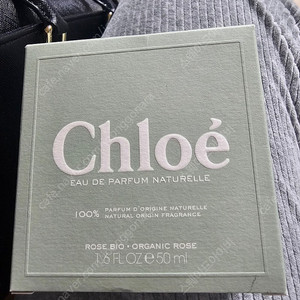 Chloé
EAU DE PARFUM NATURELLE
100% PARFUM D'ORIGINE NATURELLE
NATURAL ORIGIN FRAGRANCE
ROSE BIO • ORGANIC ROSE
1.6 FL OZ ℮ 50 ml